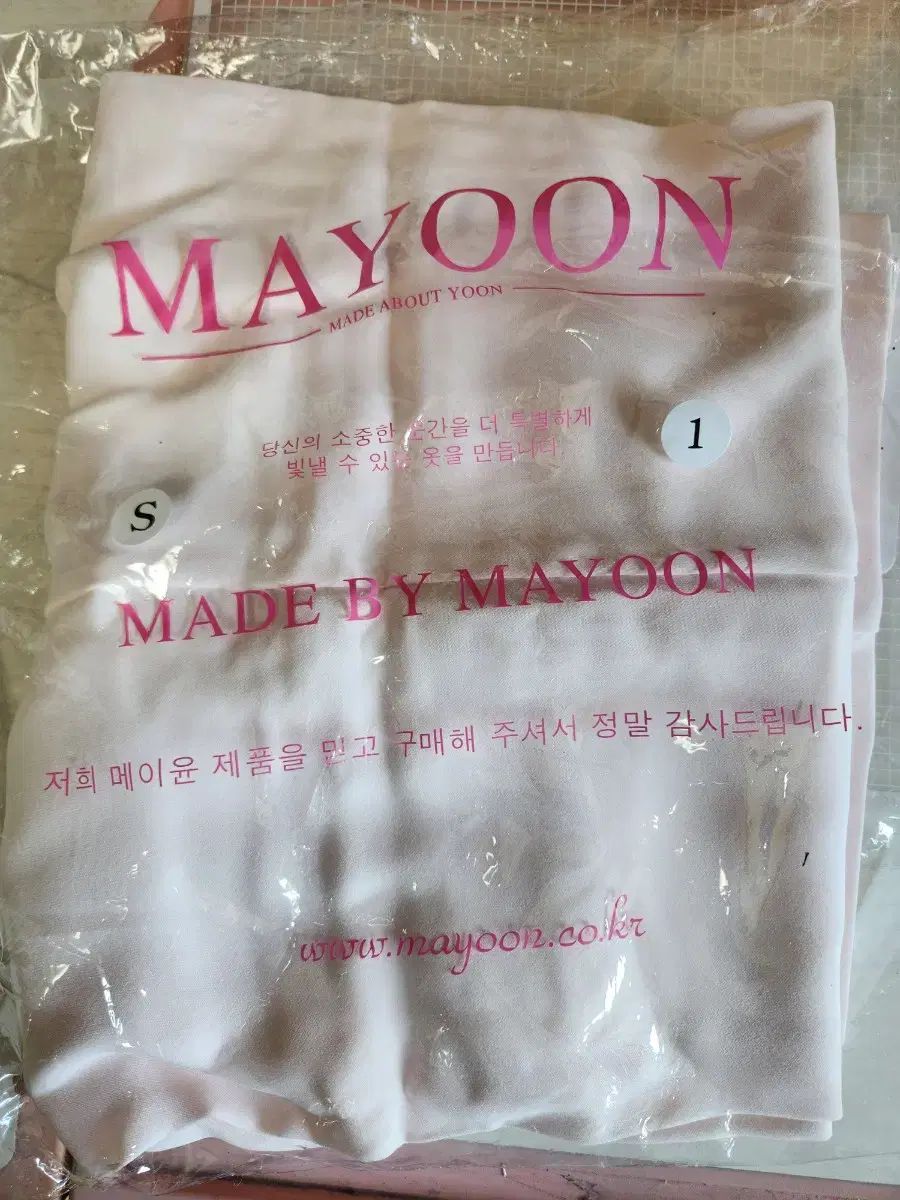 MAYOON
MADE ABOUT YOON
당신의 소중한 순간을 더 특별하게
빛낼 수 있는 옷을 만듭니다.
1
S
MADE BY MAYOON
저희 메이윤 제품을 믿고 구매해 주셔서 정말 감사드립니다.
www.mayoon.co.kr